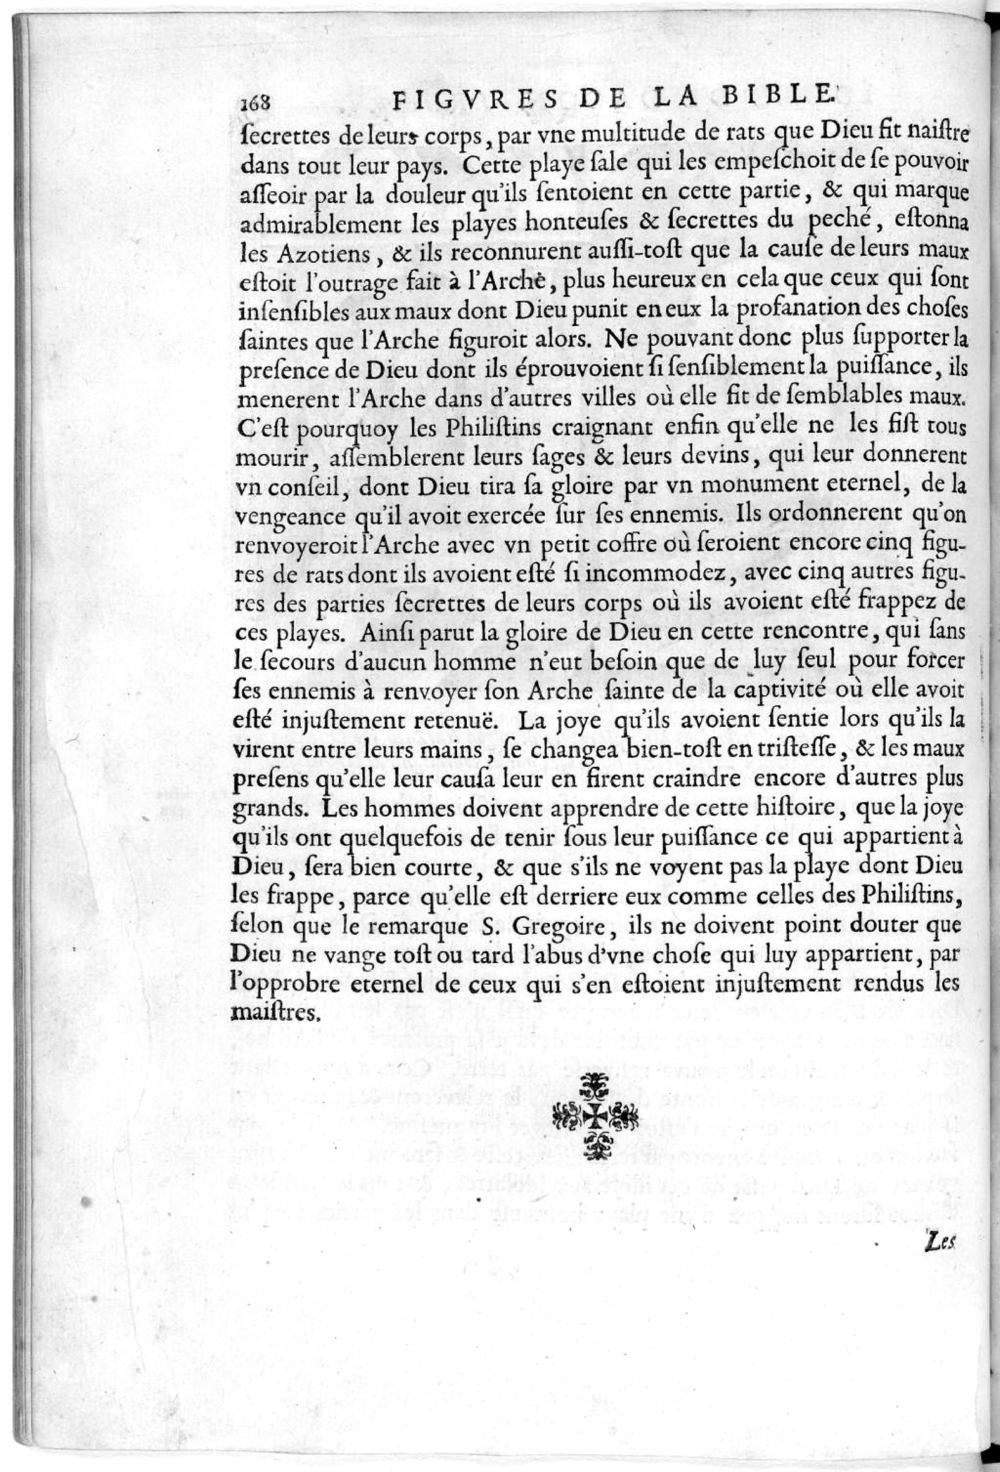 168 FIGVRES DE LA BIBLE.
ſecrettes de leurs corps, par vne multitude de rats que Dieu fit naiſtre
dans tout leur pays. Cette playe ſale qui les empeſchoit de ſe pouvoir
aſſeoir par la douleur qu'ils ſentoient en cette partie, & qui marque
admirablement les playes honteuſes & ſecrettes du peché, eſtonna
les Azotiens, & ils reconnurent auſſi-toſt que la cauſe de leurs maux
eſtoit l'outrage fait à l'Arche, plus heureux en cela que ceux qui ſont
inſenſibles aux maux dont Dieu punit en eux la profanation des choſes
ſaintes que l'Arche figuroit alors. Ne pouvant donc plus ſupporter la
preſence de Dieu dont ils éprouvoient ſi ſenſiblement la puiſſance, ils
menerent l'Arche dans d'autres villes où elle fit de ſemblables maux.
C'eſt pourquoy les Philiſtins craignant enfin qu'elle ne les fiſt tous
mourir, aſſemblerent leurs ſages & leurs devins, qui leur donnerent
vn conſeil, dont Dieu tira ſa gloire par vn monument eternel, de la
vengeance qu'il avoit exercée ſur ſes ennemis. Ils ordonnerent qu'on
renvoyeroit l'Arche avec vn petit coffre où ſeroient encore cinq figu-
res de rats dont ils avoient eſté ſi incommodez, avec cinq autres figu-
res des parties ſecrettes de leurs corps où ils avoient eſté frappez de
ces playes. Ainſi parut la gloire de Dieu en cette rencontre, qui ſans
le ſecours d'aucun homme n'eut beſoin que de luy ſeul pour forcer
ſes ennemis à renvoyer ſon Arche ſainte de la captivité où elle avoit
eſté injuſtement retenuë. La joye qu'ils avoient ſentie lors qu'ils la
virent entre leurs mains, ſe changea bien-toſt en triſteſſe, & les maux
preſens qu'elle leur cauſa leur en firent craindre encore d'autres plus
grands. Les hommes doivent apprendre de cette hiſtoire, que la joye
qu'ils ont quelquefois de tenir ſous leur puiſſance ce qui appartient à
Dieu, ſera bien courte, & que s'ils ne voyent pas la playe dont Dieu
les frappe, parce qu'elle eſt derriere eux comme celles des Philiſtins,
ſelon que le remarque S. Gregoire, ils ne doivent point douter que
Dieu ne vange toſt ou tard l'abus d'vne choſe qui luy appartient, par
l'opprobre eternel de ceux qui s'en eſtoient injuſtement rendus les
maiſtres.
Les